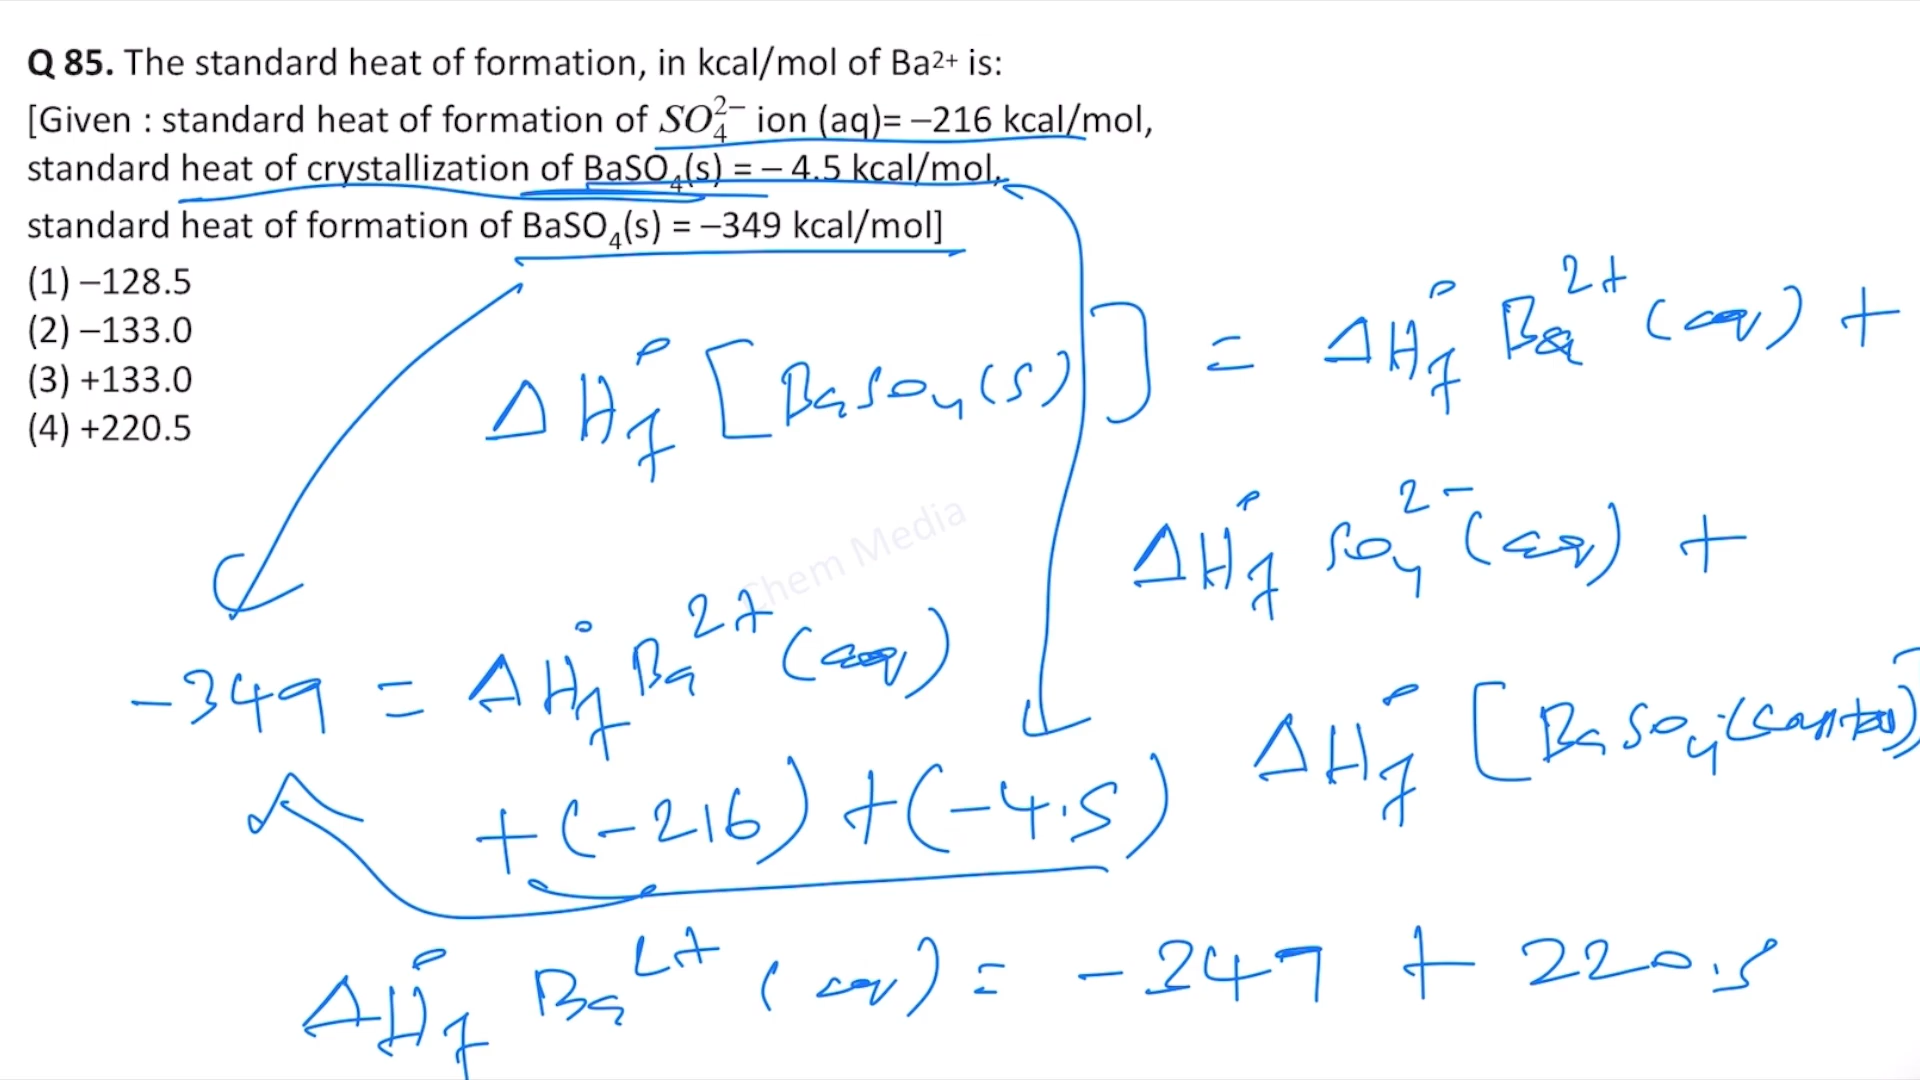 Q 85. The standard heat of formation, in kcal/mol of Ba2+ is:
[Given : standard heat of formation of SO₄²⁻ ion (aq)= –216 kcal/mol,
standard heat of crystallization of BaSO₄(s) = – 4.5 kcal/mol,
standard heat of formation of BaSO₄(s) = –349 kcal/mol]
(1) –128.5
(2) –133.0
(3) +133.0
(4) +220.5
ΔH°f [BaSO₄(s)] = ΔH°f Ba²⁺(aq) +
ΔH°f SO₄²⁻(aq) +
ΔH°f [BaSO₄
-349 = ΔH°f Ba²⁺(aq)
+(-216) +(-4.5)
ΔH°f Ba²⁺(aq) = -349 + 220.5
Chem Media